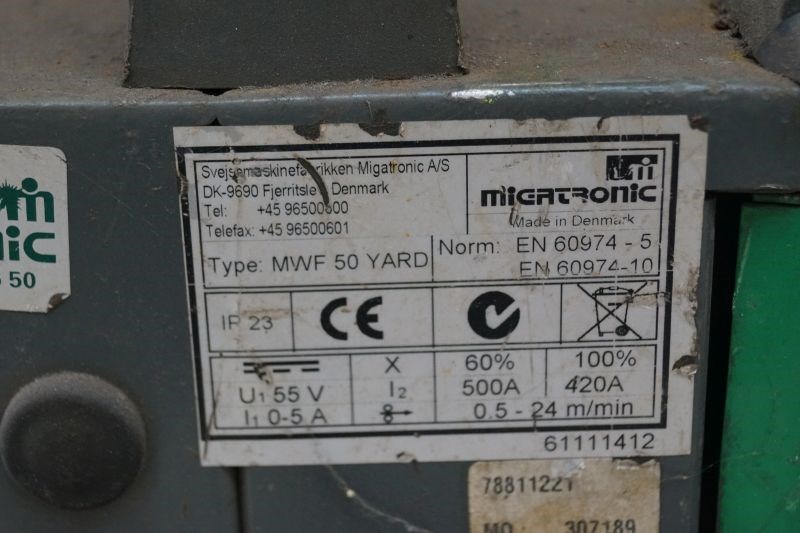 Svejsemaskinefabrikken Migatronic A/S
DK-9690 Fjerritslev Denmark
Tel: +45 96500600
Telefax: +45 96500601
MIGATRONIC
Made in Denmark
Type: MWF 50 YARD
Norm: EN 60974 - 5
EN 60974-10
IP 23
CE
X 60% 100%
U1 55 V I2 500A 420A
I1 0-5 A 0.5 - 24 m/min
61111412
nic
50
78811221
MO 307189